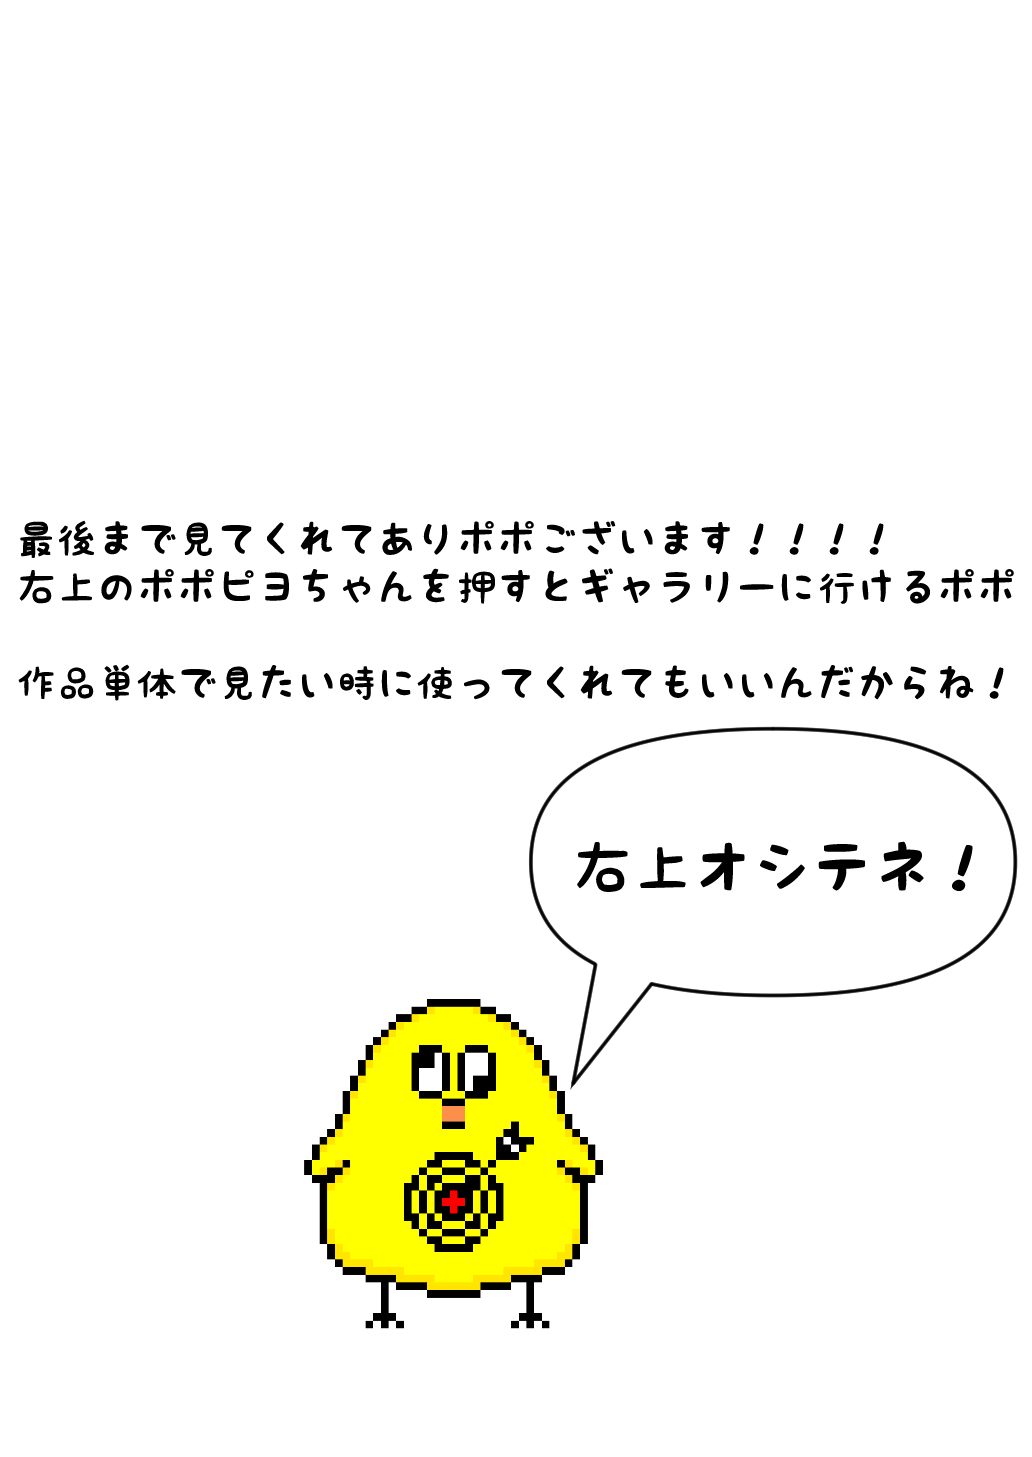 最後まで見てくれてありポポございます！！！！
右上のポポピヨちゃんを押すとギャラリーに行けるポポ
作品単体で見たい時に使ってくれてもいいんだからね！
右上オシテネ！